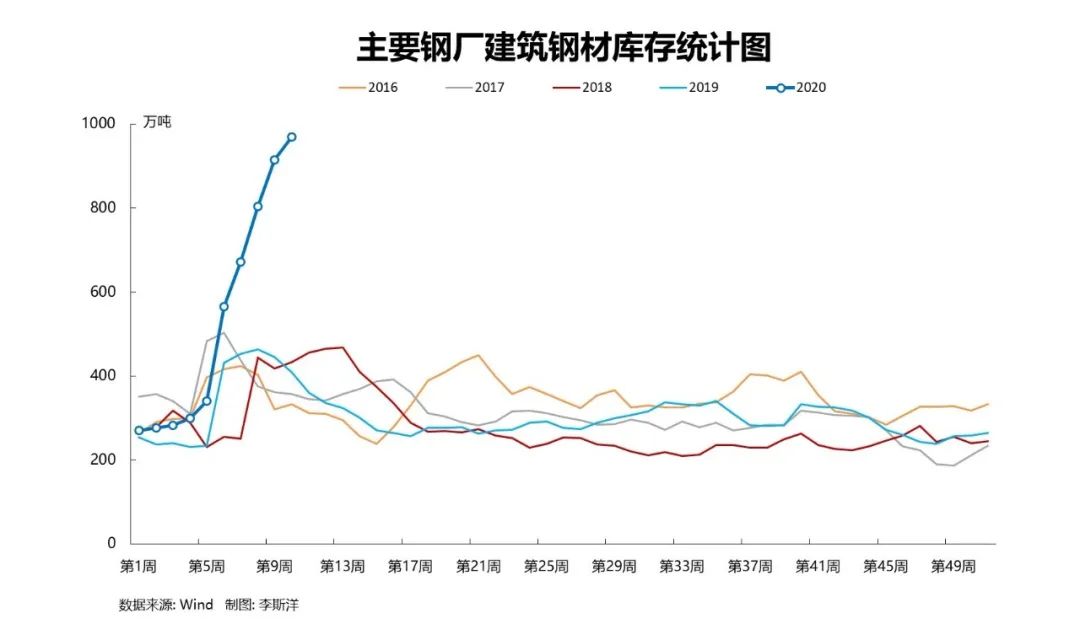 主要钢厂建筑钢材库存统计图
2016 2017 2018 2019 2020
万吨
1000
800
600
400
200
0
第1周 第5周 第9周 第13周 第17周 第21周 第25周 第29周 第33周 第37周 第41周 第45周 第49周
数据来源: Wind 制图: 李斯洋